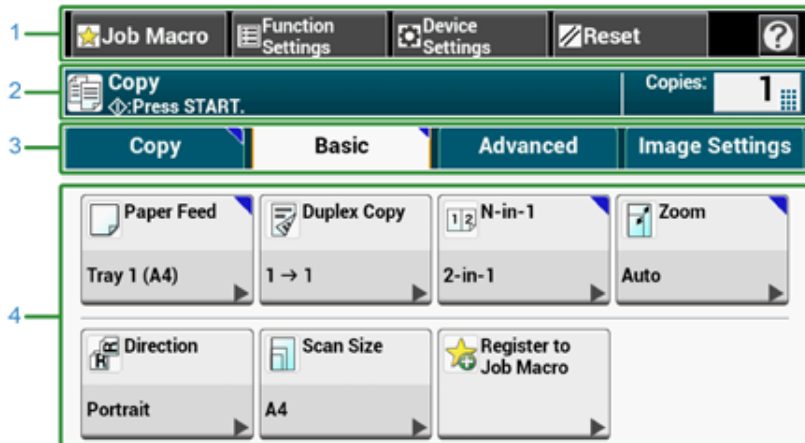 1
Job Macro
Function
Settings
Device
Settings
Reset
?
2
Copy
:Press START.
Copies:
1
3
Copy
Basic
Advanced
Image Settings
4
Paper Feed
Tray 1 (A4)
Duplex Copy
1 → 1
1 2
N-in-1
2-in-1
Zoom
Auto
R
R
Direction
Portrait
Scan Size
A4
Register to
Job Macro